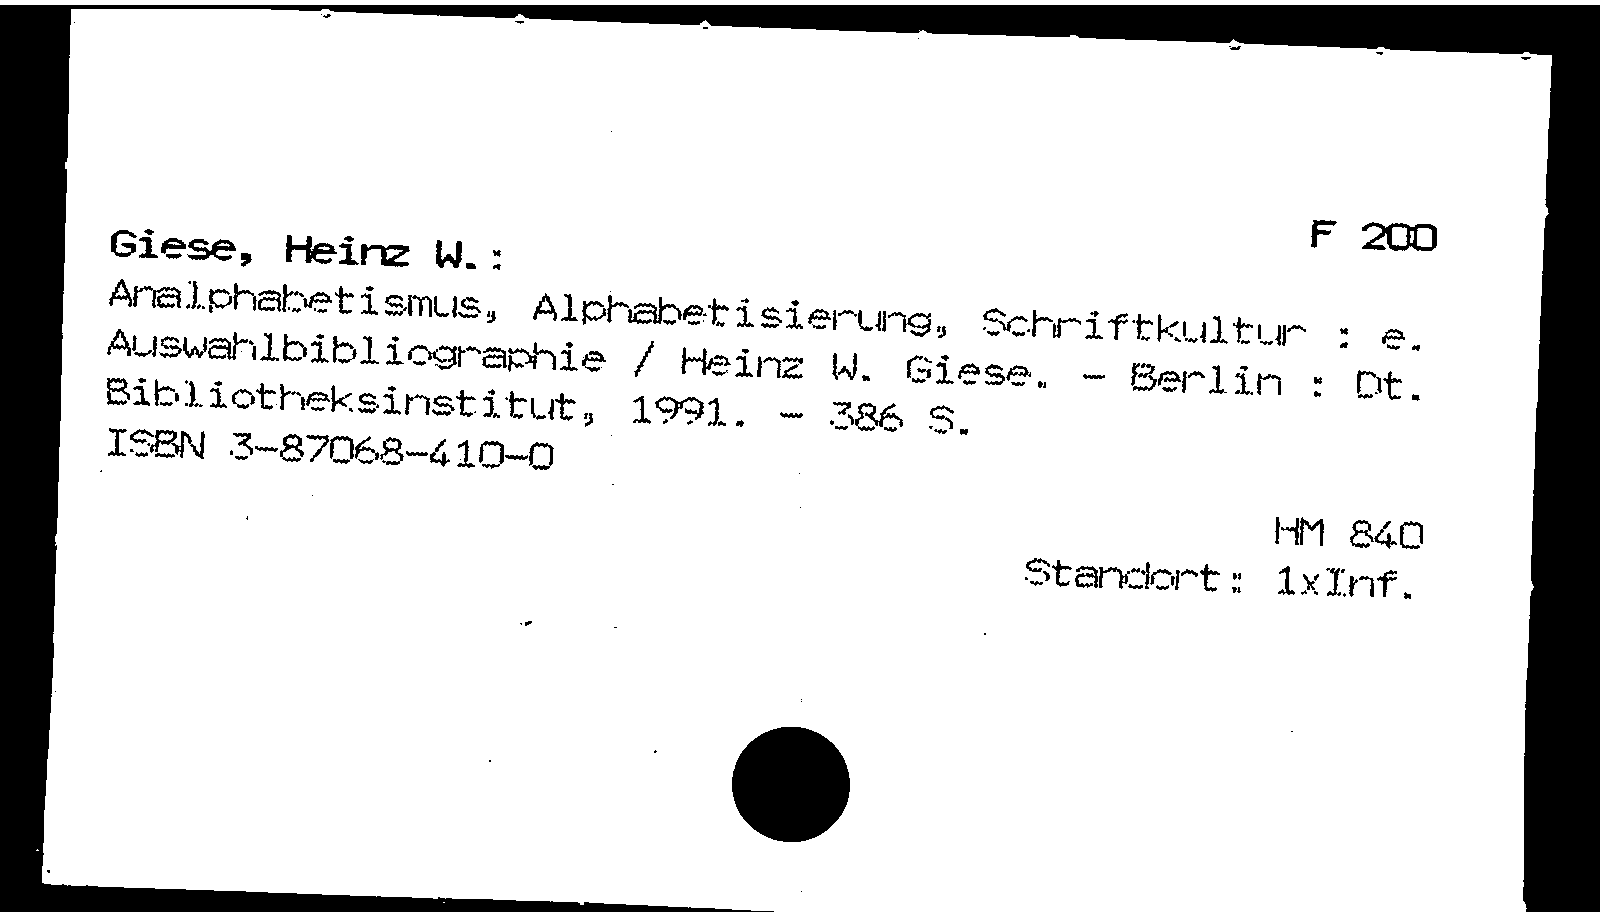 F 200
Giese, Heinz W.:
Analphabetismus, Alphabetisierung, Schriftkultur : e.
Auswahlbibliographie / Heinz W. Giese. - Berlin : Dt.
Bibliotheksinstitut, 1991. - 386 S.
ISBN 3-87068-410-0
HM 840
Standort: 1xInf.